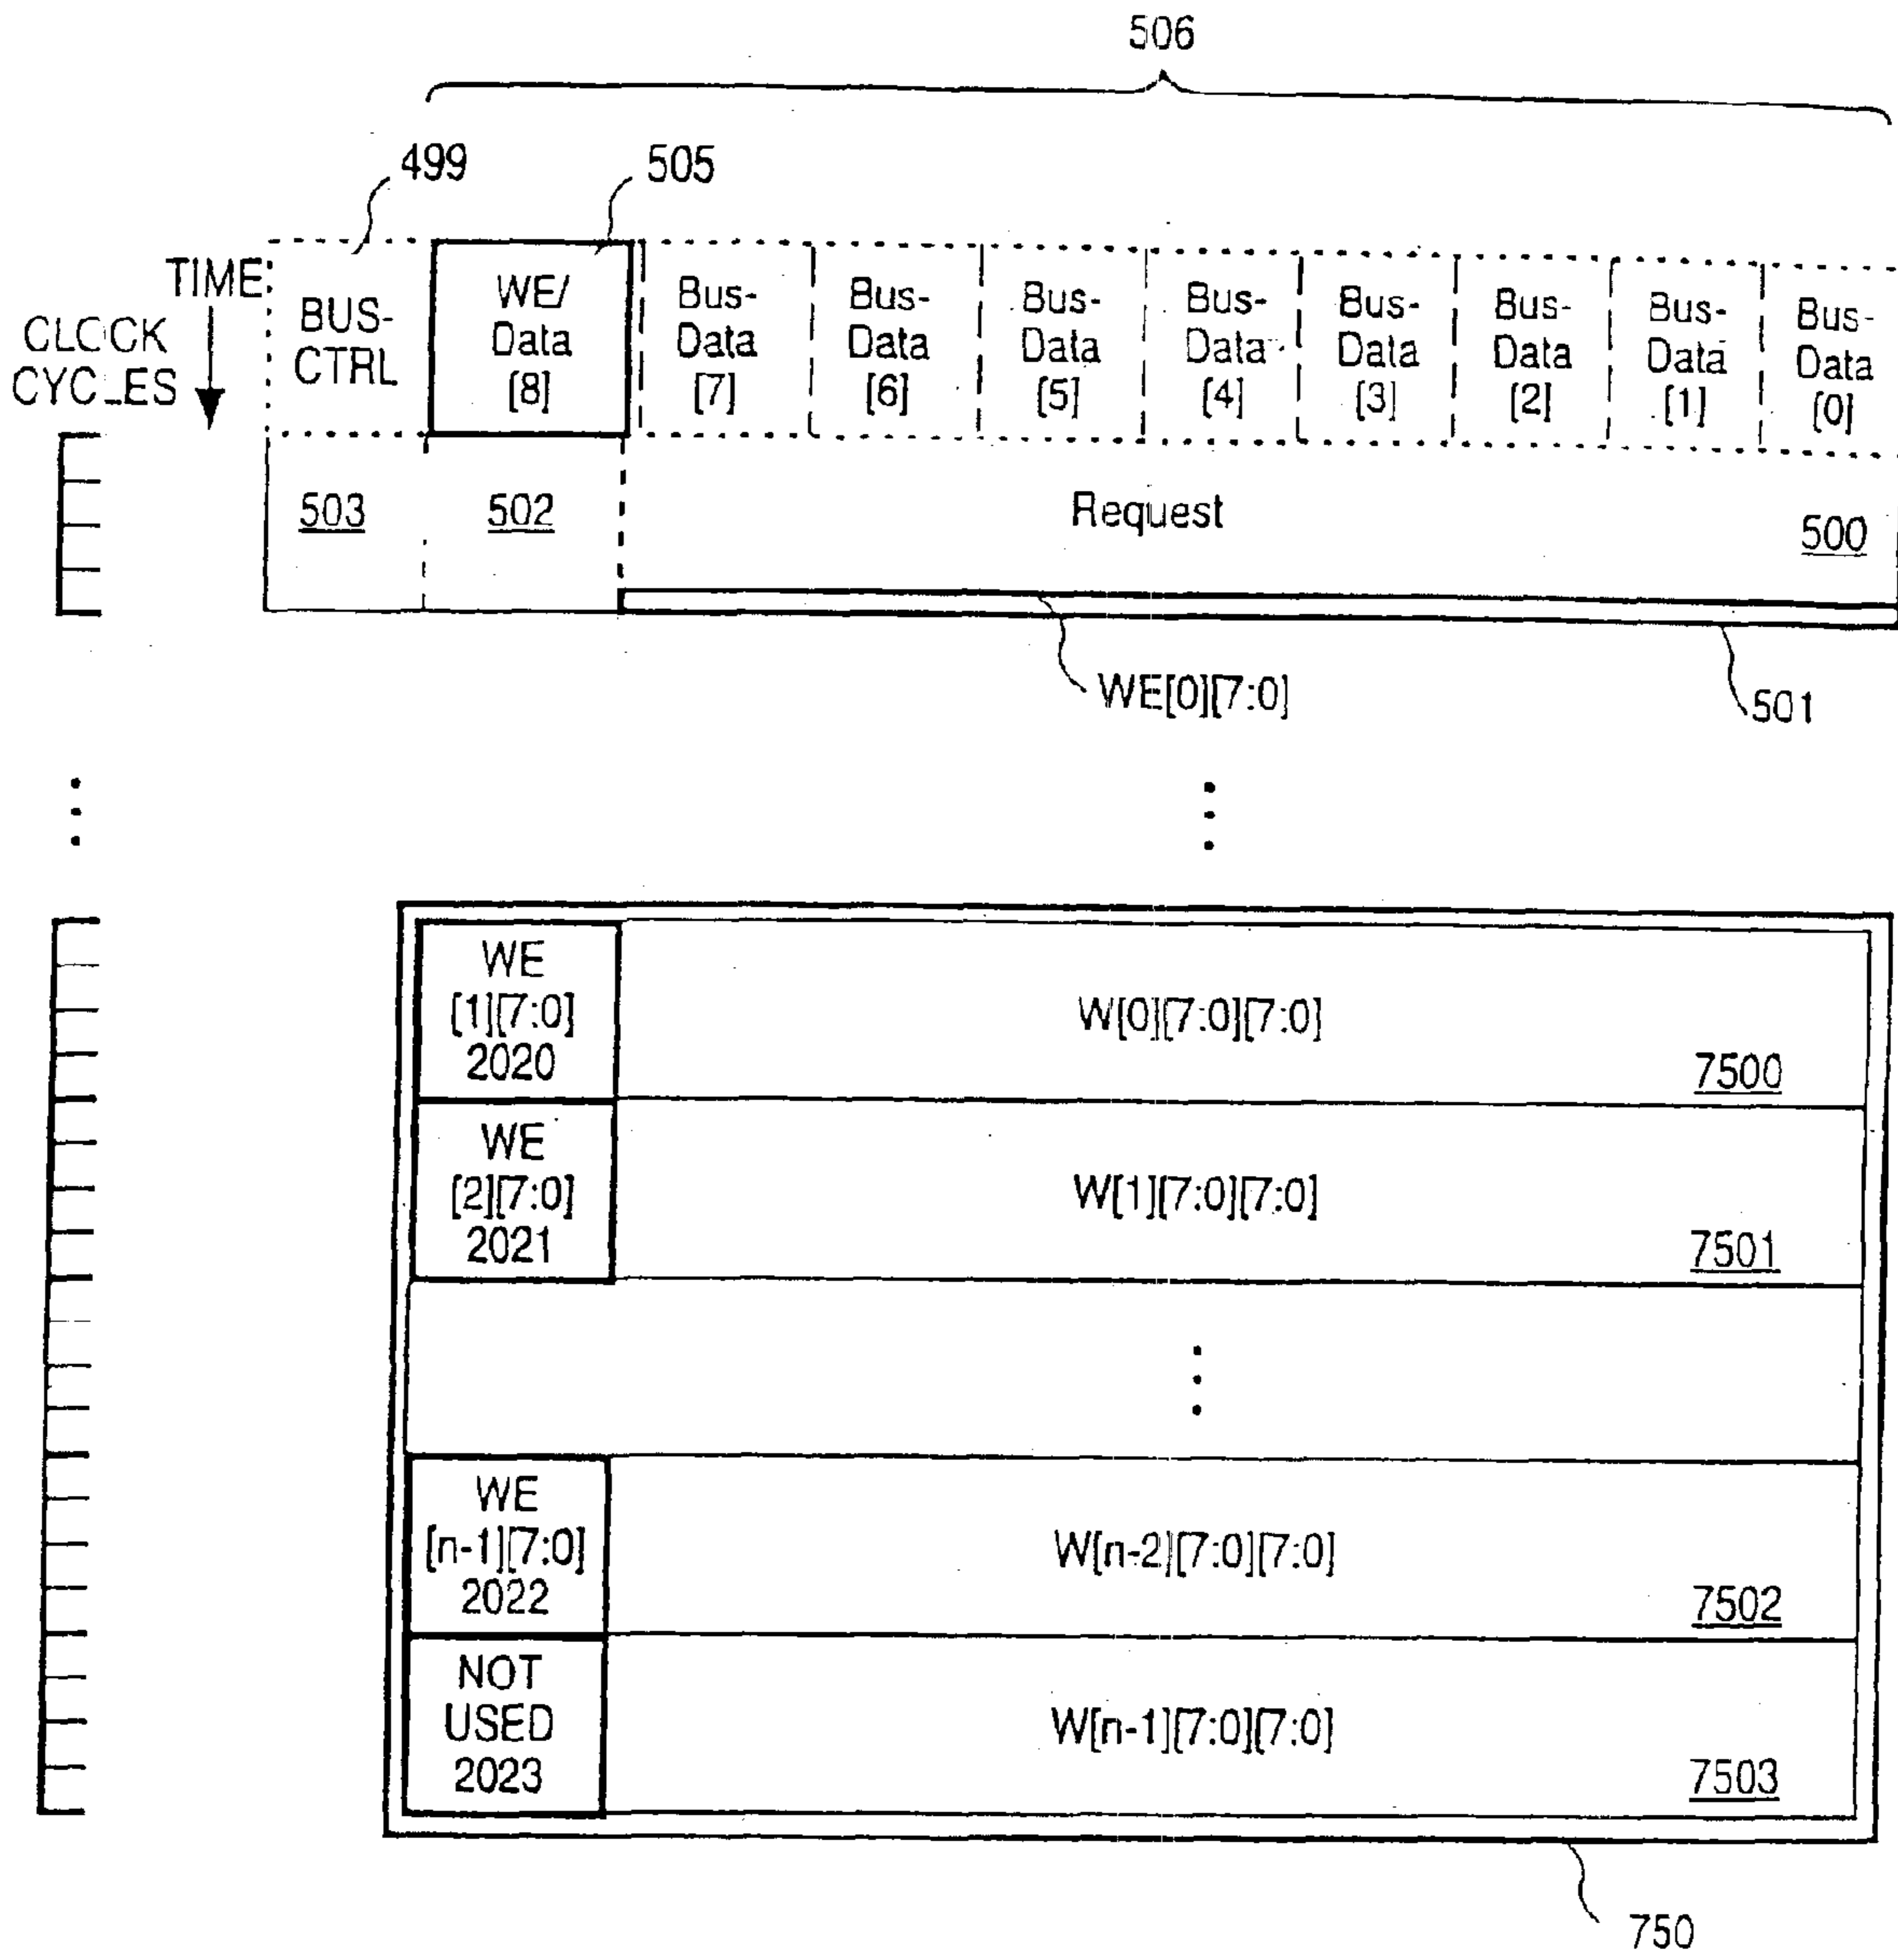 506
499
505
TIME
CLOCK
CYCLES
BUS-
CTRL
WE/
Data
[8]
Bus-
Data
[7]
Bus-
Data
[6]
Bus-
Data
[5]
Bus-
Data
[4]
Bus-
Data
[3]
Bus-
Data
[2]
Bus-
Data
[1]
Bus-
Data
[0]
503
502
Request
500
WE[0][7:0]
501
WE
[1][7:0]
2020
W[0][7:0][7:0]
7500
WE
[2][7:0]
2021
W[1][7:0][7:0]
7501
WE
[n-1][7:0]
2022
W[n-2][7:0][7:0]
7502
NOT
USED
2023
W[n-1][7:0][7:0]
7503
750